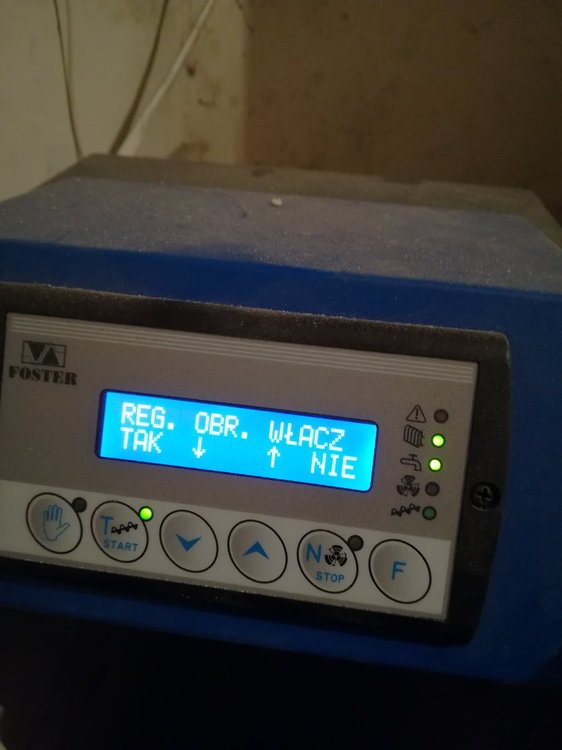 FOSTER
REG. OBR. WŁĄCZ
TAK ↓ ↑ NIE
T
START
N
STOP
F